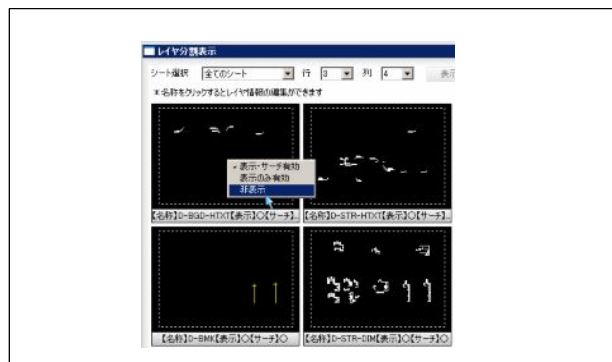 レイヤ分割表示
シート選択 全てのシート 行 3 列 4 表示
*名称をクリックするとレイヤ情報の編集ができます
表示・サーチ有効
表示のみ有効
非表示
【名称】D-BGD-HTXT【表示】〇【サーチ】... 【名称】D-STR-HTXT【表示】〇【サーチ】...
【名称】D-BMK【表示】〇【サーチ】〇 【名称】D-STR-DIM【表示】〇【サーチ】〇